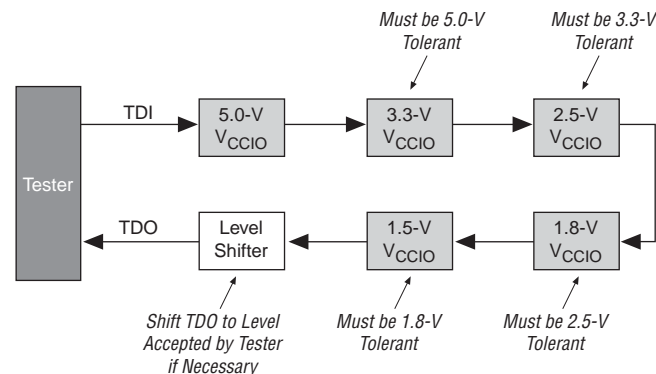 Must be 5.0-V
Tolerant
Must be 3.3-V
Tolerant
Tester
TDI
5.0-V
VCCIO
3.3-V
VCCIO
2.5-V
VCCIO
TDO
Level
Shifter
1.5-V
VCCIO
1.8-V
VCCIO
Shift TDO to Level
Accepted by Tester
if Necessary
Must be 1.8-V
Tolerant
Must be 2.5-V
Tolerant